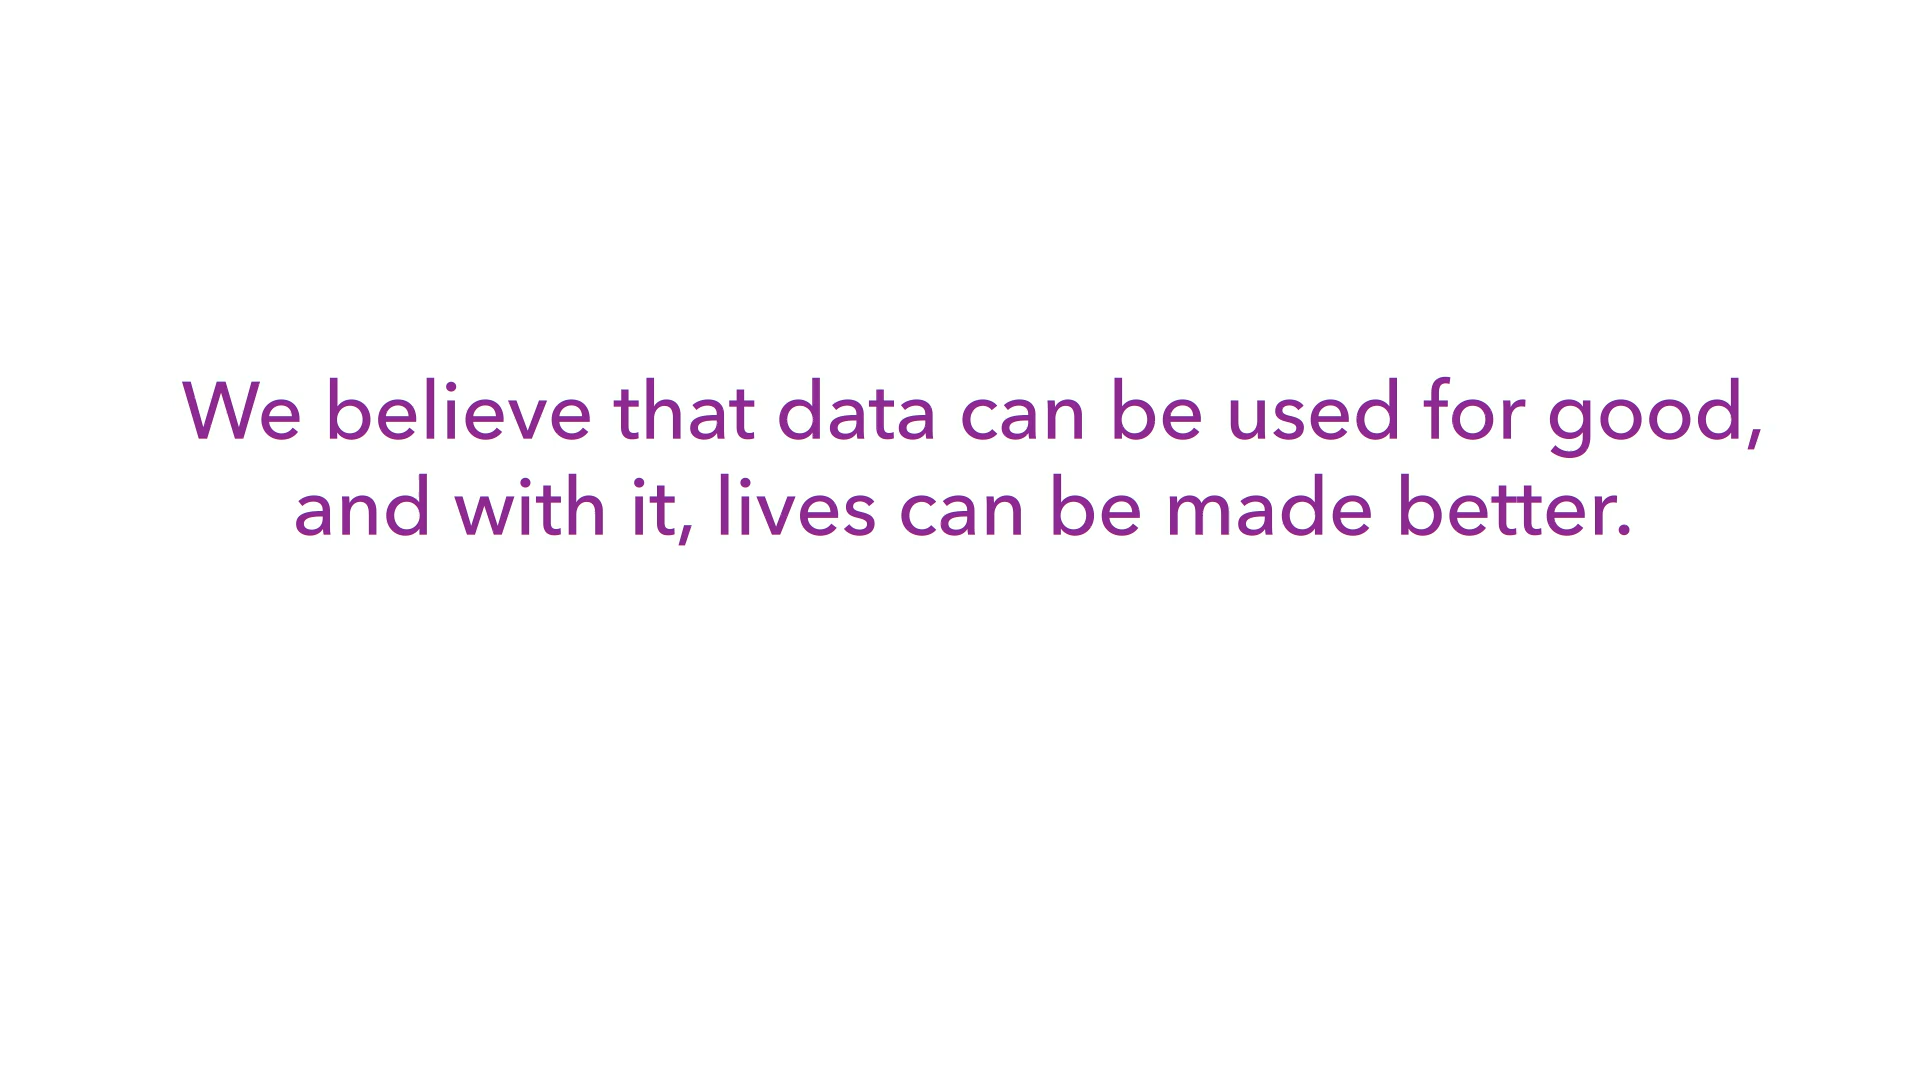 We believe that data can be used for good,
and with it, lives can be made better.